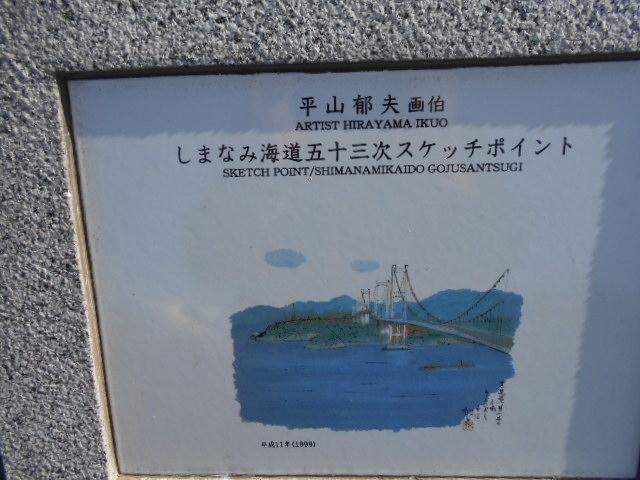 平山郁夫画伯
ARTIST HIRAYAMA IKUO
しまなみ海道五十三次スケッチポイント
SKETCH POINT/SHIMANAMIKAIDO GOJUSANTSUGI
平成11年(1999)